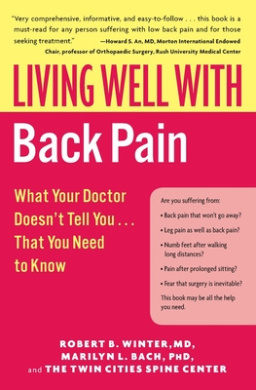 "Very comprehensive, informative, and easy-to-follow . . . this book is a
must-read for any person suffering with low back pain and for those
seeking treatment." —Howard S. An, MD, Morton International Endowed
Chair, professor of Orthopaedic Surgery, Rush University Medical Center
LIVING WELL WITH
Back Pain
What Your Doctor
Doesn't Tell You . . .
That You Need
to Know
Are you suffering from:
• Back pain that won't go away?
• Leg pain as well as back pain?
• Numb feet after walking
long distances?
• Pain after prolonged sitting?
• Fear that surgery is inevitable?
This book may be all the help
you need.
ROBERT B. WINTER, MD,
MARILYN L. BACH, PHD,
and THE TWIN CITIES SPINE CENTER